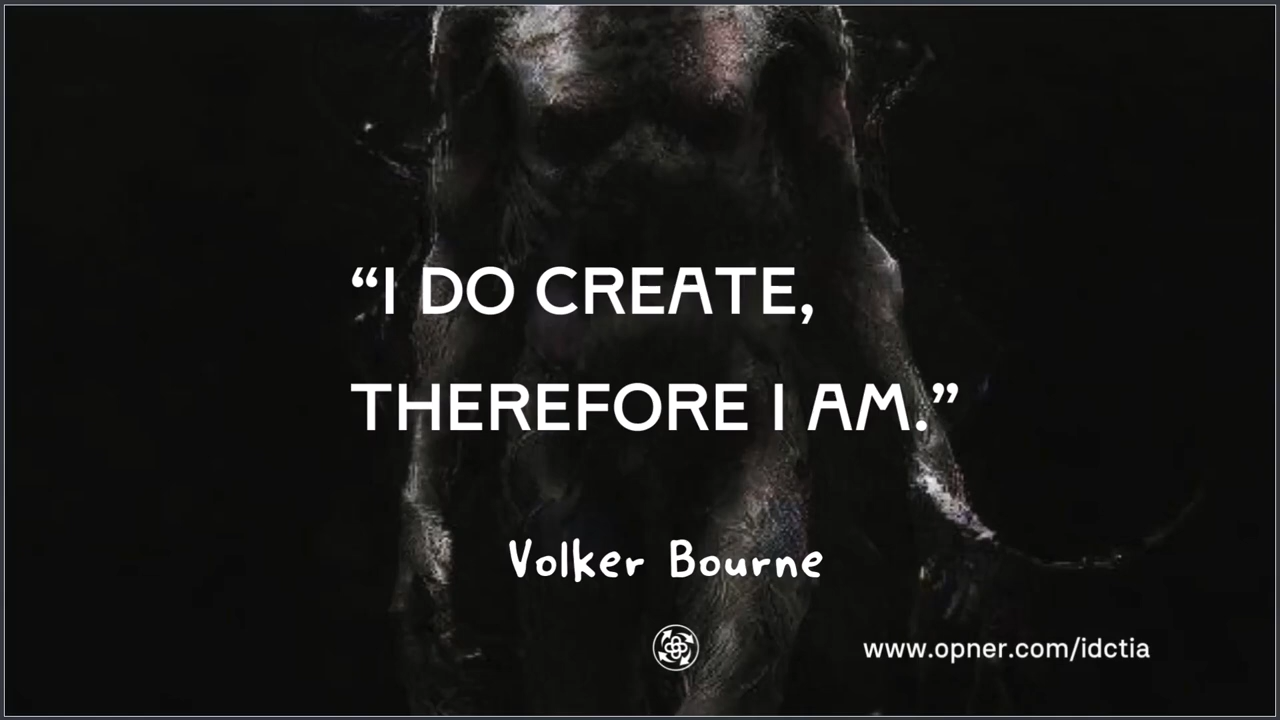 “I DO CREATE,
THEREFORE I AM.”
Volker Bourne
www.opner.com/idctia